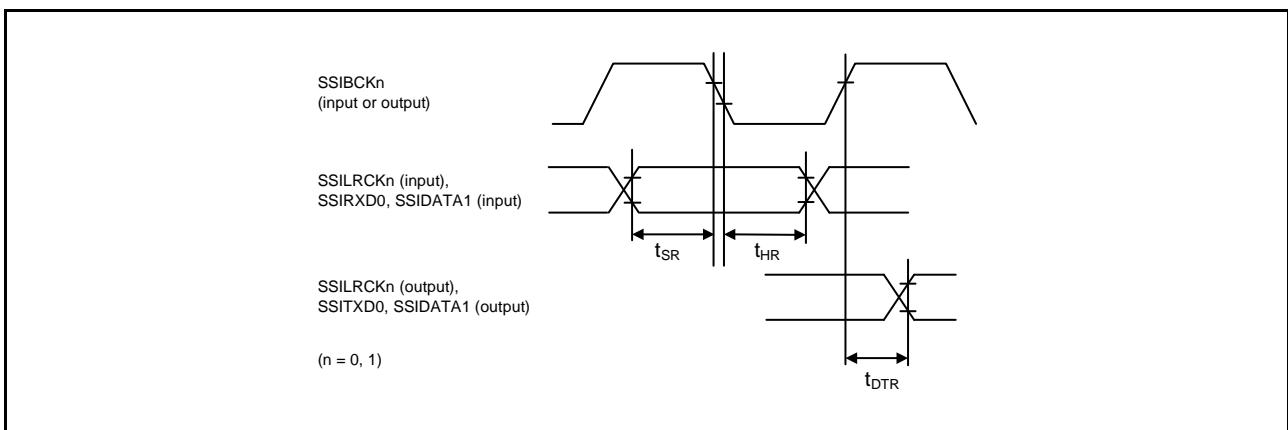 SSIBCKn
(input or output)
SSILRCKn (input),
SSIRXD0, SSIDATA1 (input)
tSR
tHR
SSILRCKn (output),
SSITXD0, SSIDATA1 (output)
(n = 0, 1)
tDTR